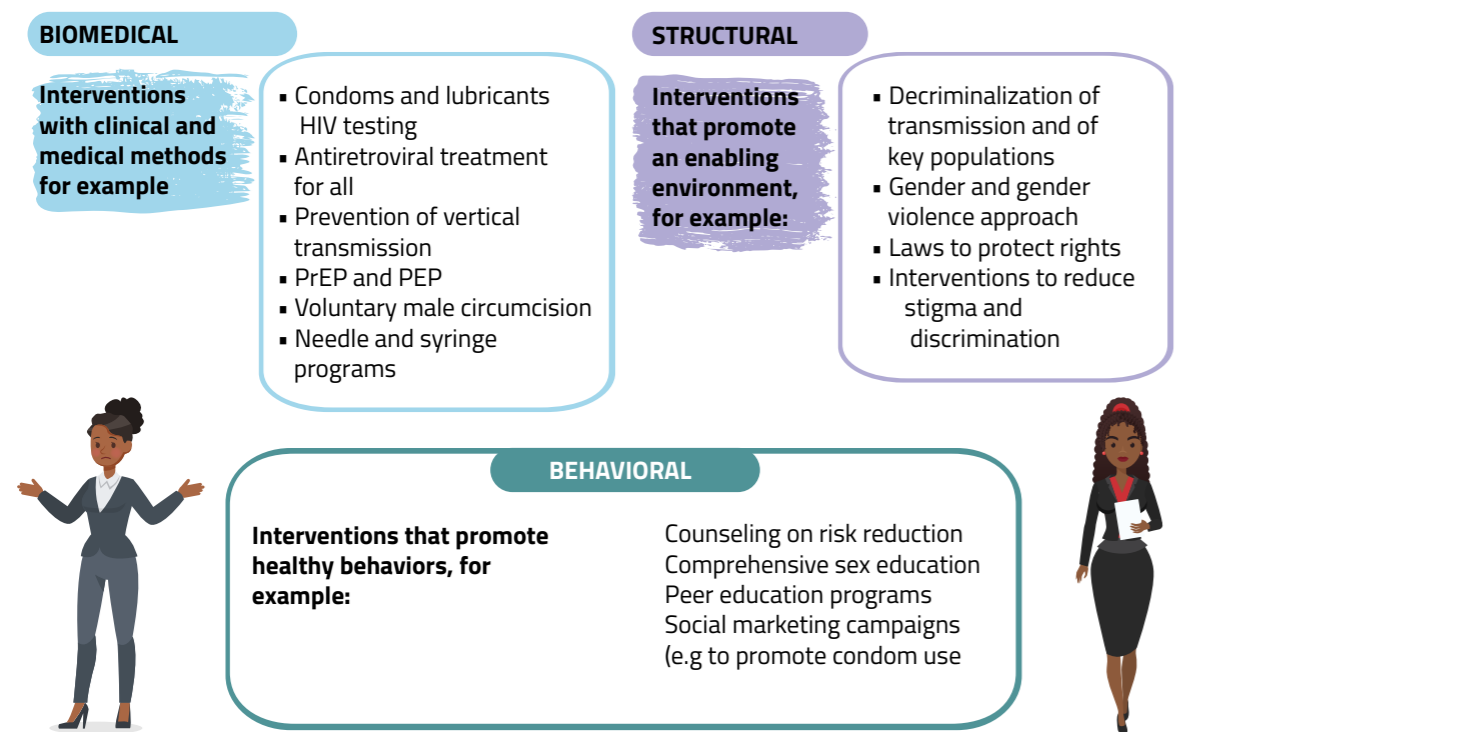 BIOMEDICAL
Interventions
with clinical and
medical methods
for example
▪ Condoms and lubricants
HIV testing
▪ Antiretroviral treatment
for all
▪ Prevention of vertical
transmission
▪ PrEP and PEP
▪ Voluntary male circumcision
▪ Needle and syringe
programs
STRUCTURAL
Interventions
that promote
an enabling
environment,
for example:
▪ Decriminalization of
transmission and of
key populations
▪ Gender and gender
violence approach
▪ Laws to protect rights
▪ Interventions to reduce
stigma and
discrimination
BEHAVIORAL
Interventions that promote
healthy behaviors, for
example:
Counseling on risk reduction
Comprehensive sex education
Peer education programs
Social marketing campaigns
(e.g to promote condom use